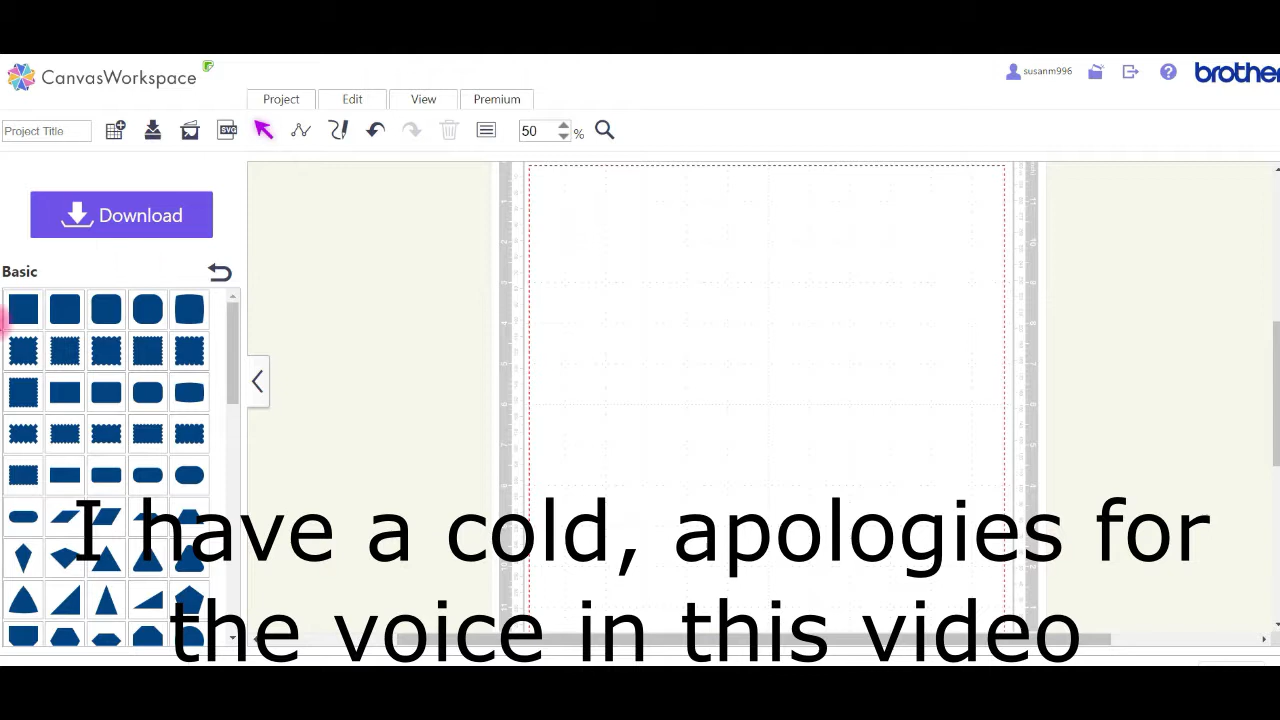 CanvasWorkspace
susanm996
brother
Project
Edit
View
Premium
Project Title
SVG
50
%
Download
Basic
I have a cold, apologies for
the voice in this video